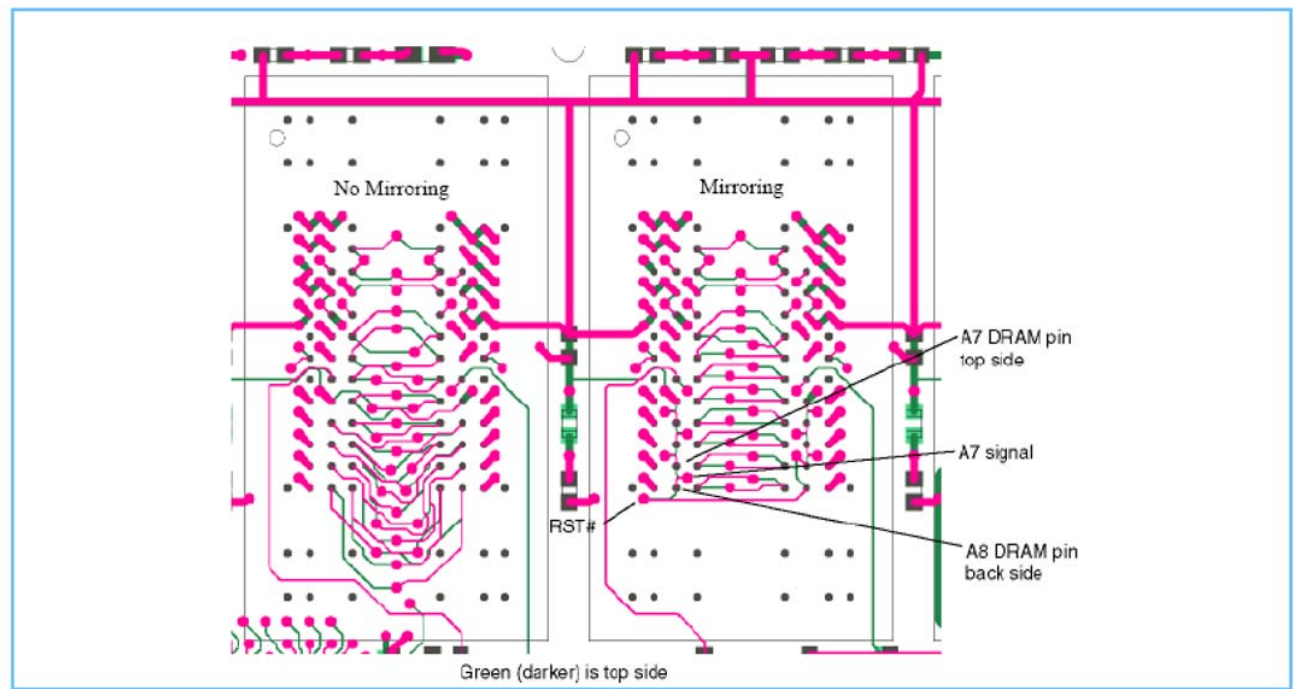 No Mirroring
Mirroring
A7 DRAM pin
top side
A7 signal
RST#
A8 DRAM pin
back side
Green (darker) is top side